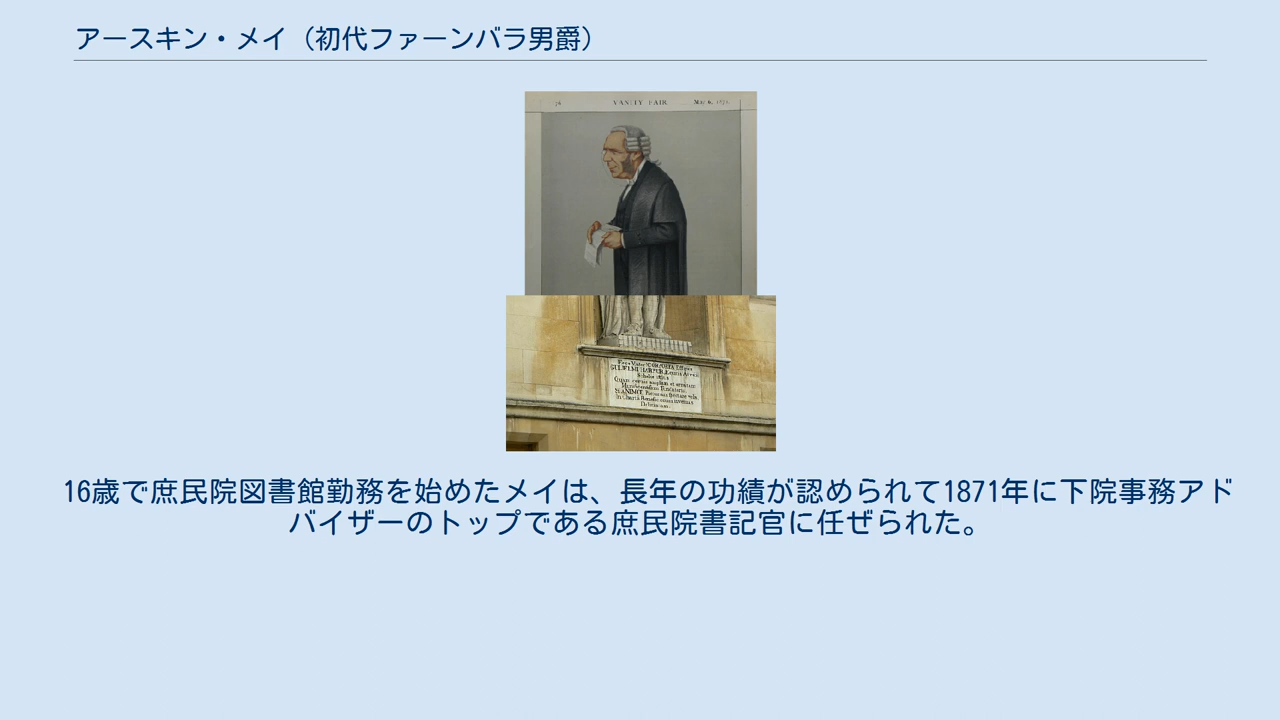 アースキン・メイ（初代ファーンバラ男爵）
VANITY FAIR
16歳で庶民院図書館勤務を始めたメイは、長年の功績が認められて1871年に下院事務アド
バイザーのトップである庶民院書記官に任ぜられた。